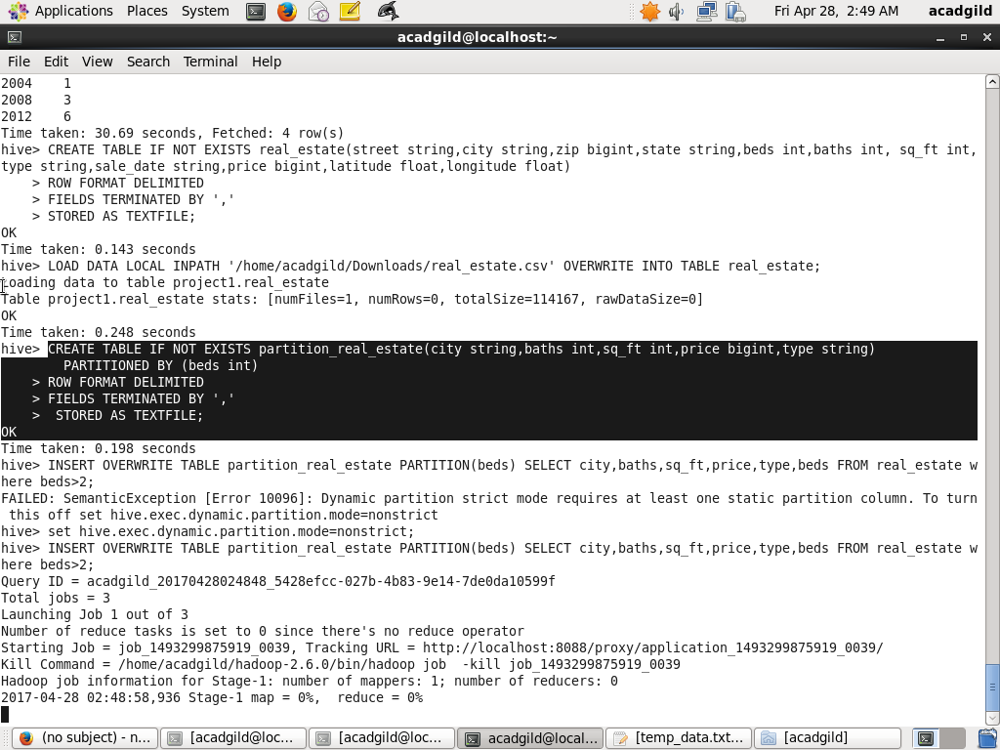 Applications Places System Fri Apr 28, 2:49 AM acadgild
acadgild@localhost:~
File Edit View Search Terminal Help
2004    1
2008    3
2012    6
Time taken: 30.69 seconds, Fetched: 4 row(s)
hive> CREATE TABLE IF NOT EXISTS real_estate(street string,city string,zip bigint,state string,beds int,baths int, sq_ft int,
type string,sale_date string,price bigint,latitude float,longitude float)
    > ROW FORMAT DELIMITED
    > FIELDS TERMINATED BY ','
    > STORED AS TEXTFILE;
OK
Time taken: 0.143 seconds
hive> LOAD DATA LOCAL INPATH '/home/acadgild/Downloads/real_estate.csv' OVERWRITE INTO TABLE real_estate;
Loading data to table project1.real_estate
Table project1.real_estate stats: [numFiles=1, numRows=0, totalSize=114167, rawDataSize=0]
OK
Time taken: 0.248 seconds
hive> CREATE TABLE IF NOT EXISTS partition_real_estate(city string,baths int,sq_ft int,price bigint,type string)
        PARTITIONED BY (beds int)
    > ROW FORMAT DELIMITED
    > FIELDS TERMINATED BY ','
    >  STORED AS TEXTFILE;
OK
Time taken: 0.198 seconds
hive> INSERT OVERWRITE TABLE partition_real_estate PARTITION(beds) SELECT city,baths,sq_ft,price,type,beds FROM real_estate w
here beds>2;
FAILED: SemanticException [Error 10096]: Dynamic partition strict mode requires at least one static partition column. To turn
 this off set hive.exec.dynamic.partition.mode=nonstrict
hive> set hive.exec.dynamic.partition.mode=nonstrict;
hive> INSERT OVERWRITE TABLE partition_real_estate PARTITION(beds) SELECT city,baths,sq_ft,price,type,beds FROM real_estate w
here beds>2;
Query ID = acadgild_20170428024848_5428efcc-027b-4b83-9e14-7de0da10599f
Total jobs = 3
Launching Job 1 out of 3
Number of reduce tasks is set to 0 since there's no reduce operator
Starting Job = job_1493299875919_0039, Tracking URL = http://localhost:8088/proxy/application_1493299875919_0039/
Kill Command = /home/acadgild/hadoop-2.6.0/bin/hadoop job  -kill job_1493299875919_0039
Hadoop job information for Stage-1: number of mappers: 1; number of reducers: 0
2017-04-28 02:48:58,936 Stage-1 map = 0%,  reduce = 0%
(no subject) - n... [acadgild@loc... [acadgild@loc... acadgild@local... [temp_data.txt... [acadgild]